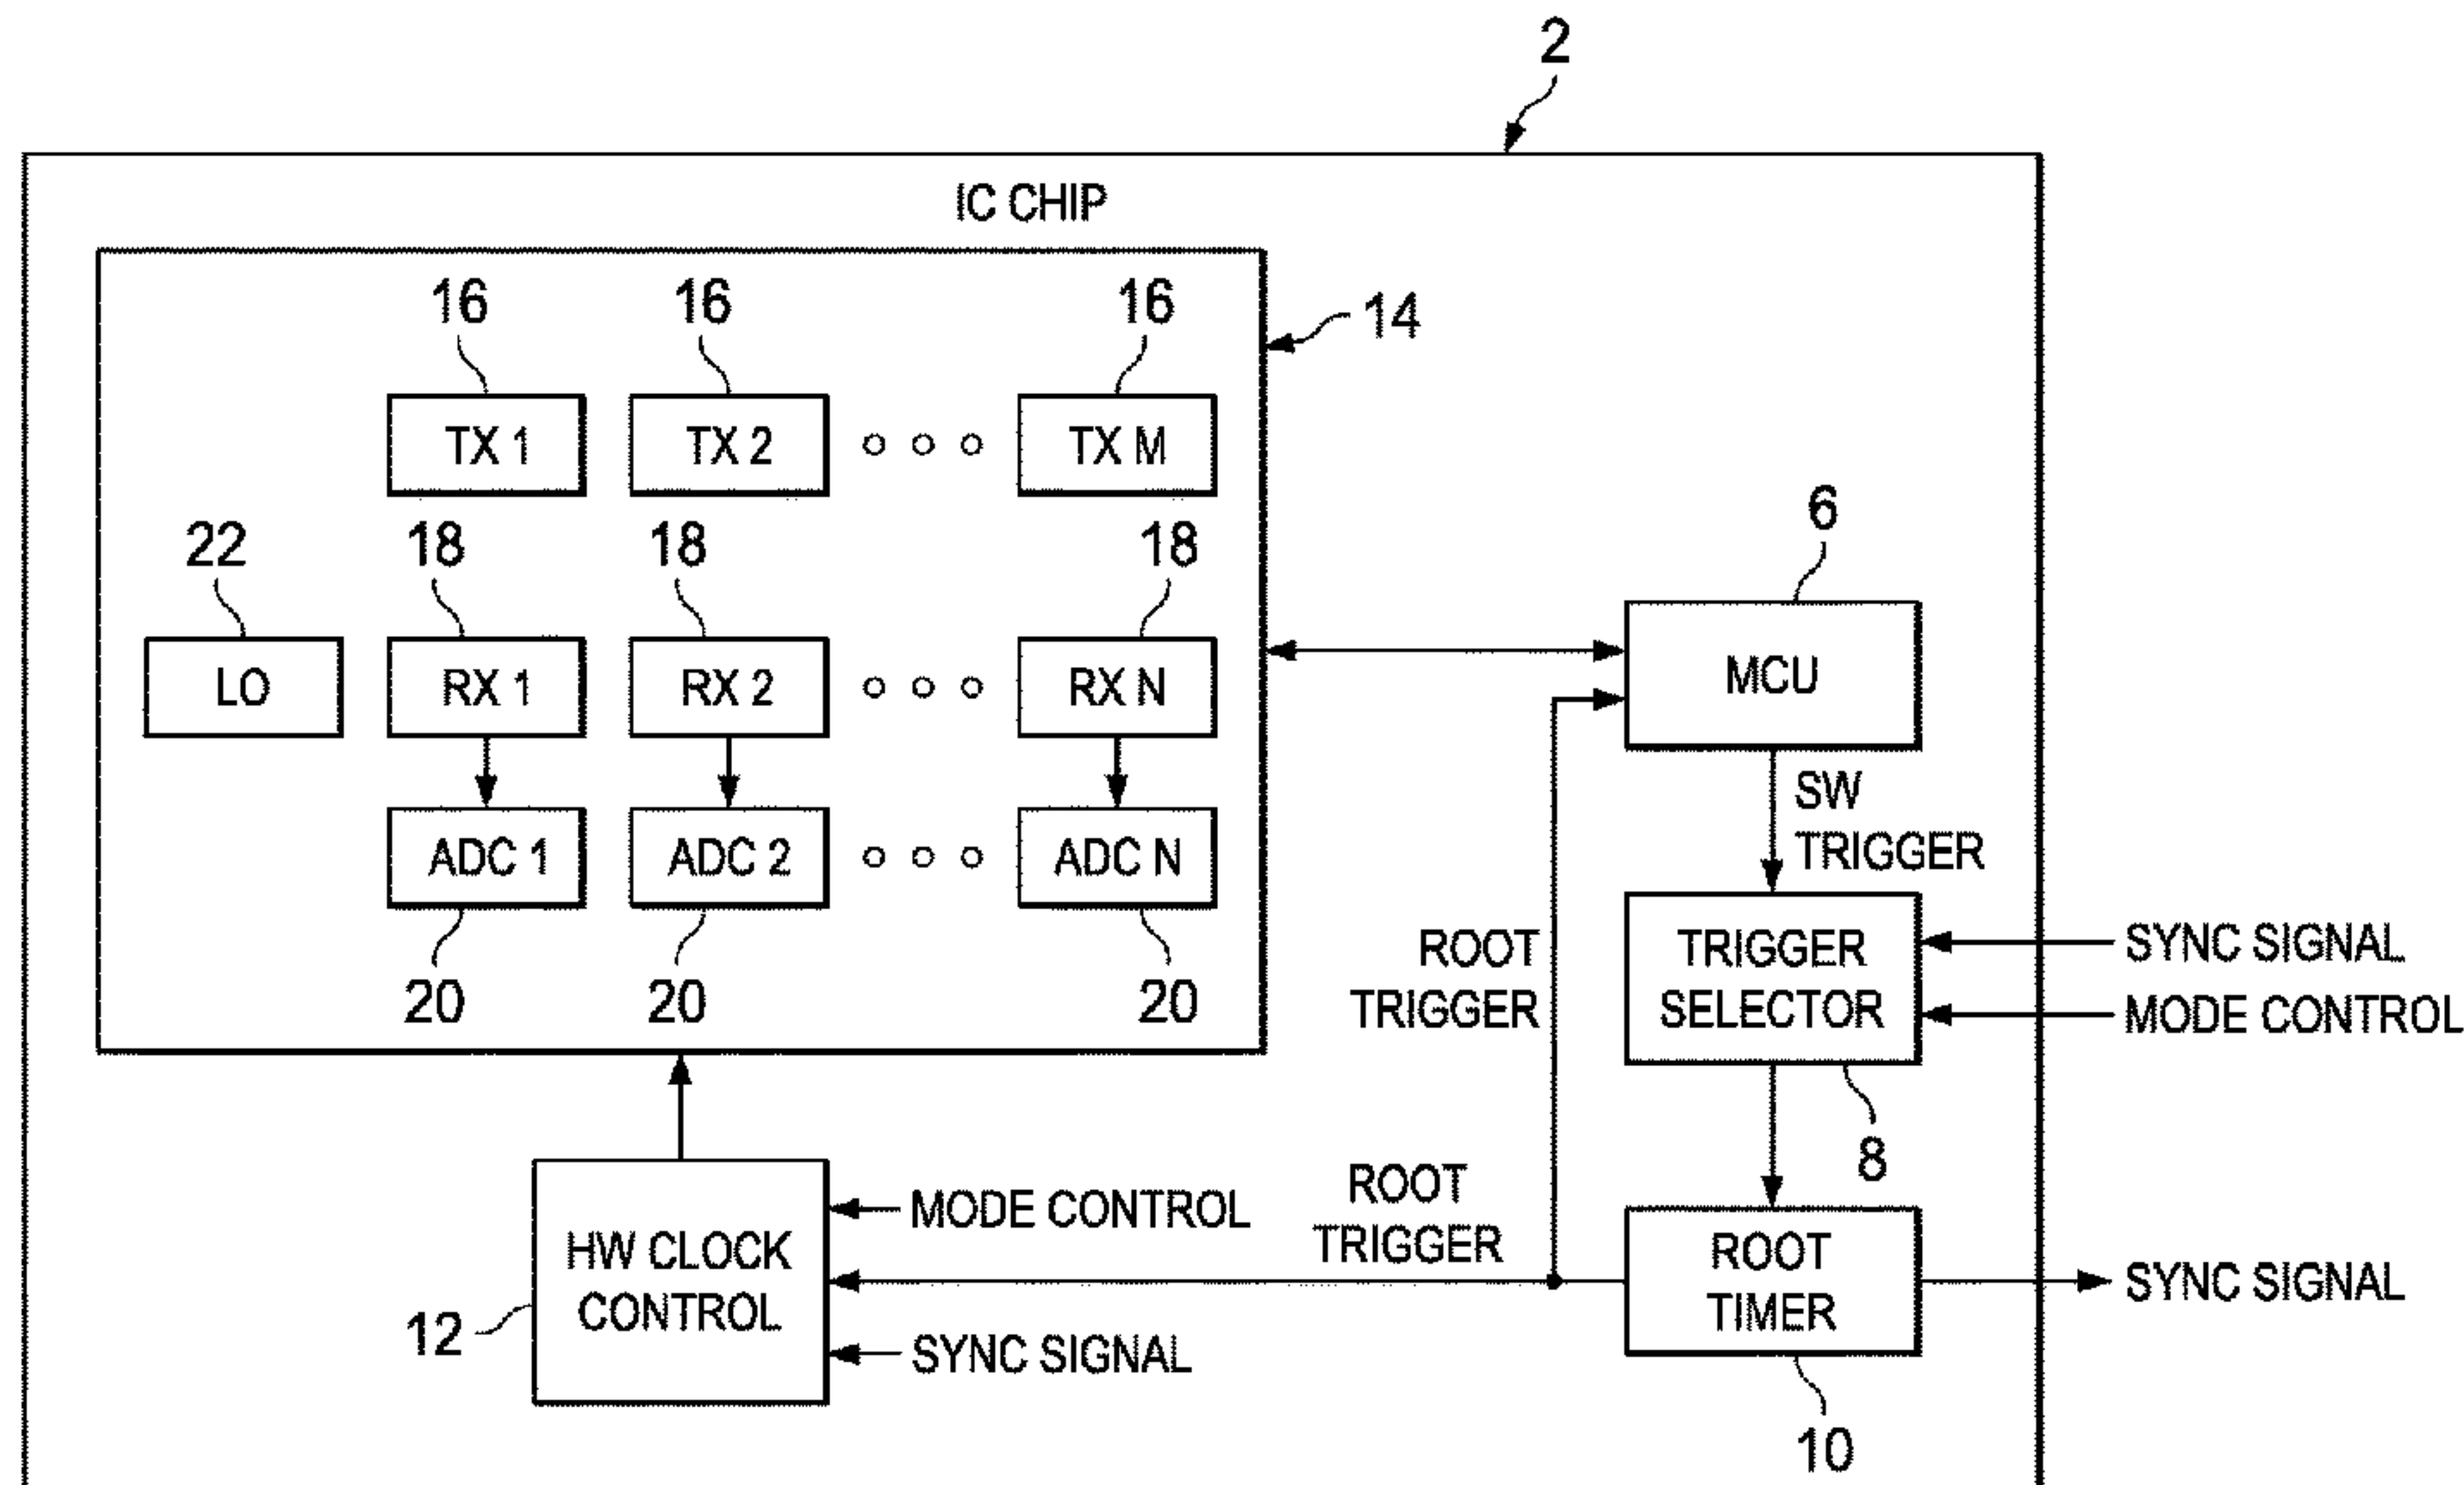 2
IC CHIP
16 16 16
14
TX 1 TX 2 TX M
22 18 18 18
6
LO RX 1 RX 2 RX N
MCU
SW
TRIGGER
ADC 1 ADC 2 ADC N
20 20 20
ROOT
TRIGGER
TRIGGER
SELECTOR
SYNC SIGNAL
MODE CONTROL
8
HW CLOCK
CONTROL
12
MODE CONTROL
ROOT
TRIGGER
SYNC SIGNAL
ROOT
TIMER
SYNC SIGNAL
10